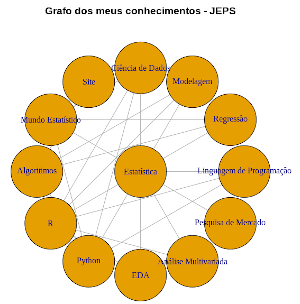 Grafo dos meus conhecimentos - JEPS
Ciência de Dados
Site
Modelagem
Mundo Estatístico
Regressão
Algoritmos
Estatística
Linguagem de Programação
R
Pesquisa de Mercado
Python
Análise Multivariada
EDA